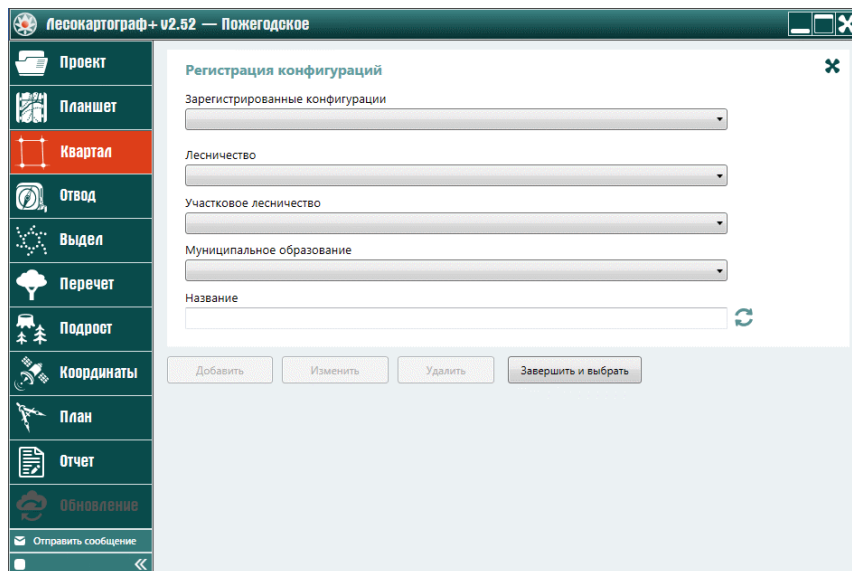 Лесокартограф+ v2.52 — Пожегодское
Проект
Планшет
Квартал
Отвод
Выдел
Перечет
Подрост
Координаты
План
Отчет
Обновление
Отправить сообщение
Регистрация конфигураций
Зарегистрированные конфигурации
Лесничество
Участковое лесничество
Муниципальное образование
Название
Добавить
Изменить
Удалить
Завершить и выбрать